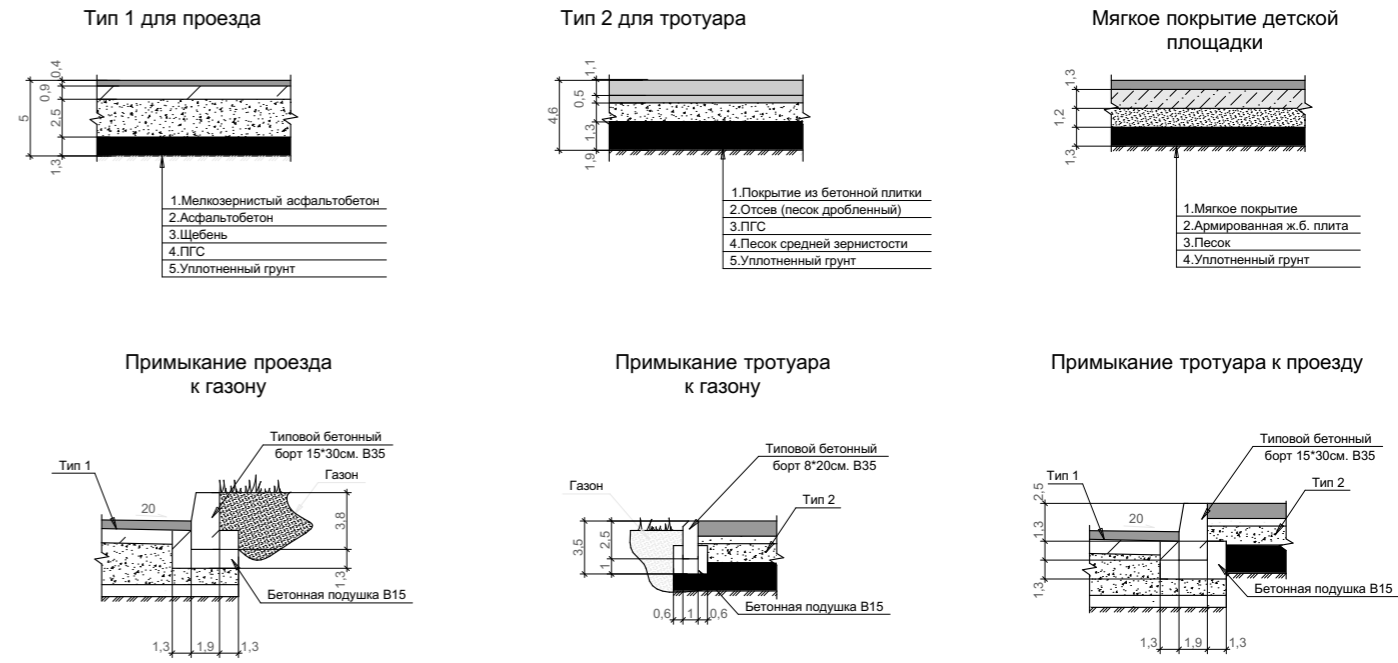 Тип 1 для проезда
0,4
0,9
5
2,5
1,3
1.Мелкозернистый асфальтобетон
2.Асфальтобетон
3.Щебень
4.ПГС
5.Уплотненный грунт
Тип 2 для тротуара
1,1
0,5
4,6
1,3
1,9
1.Покрытие из бетонной плитки
2.Отсев (песок дробленный)
3.ПГС
4.Песок средней зернистости
5.Уплотненный грунт
Мягкое покрытие детской
площадки
1,3
1,2
1,3
1.Мягкое покрытие
2.Армированная ж.б. плита
3.Песок
4.Уплотненный грунт
Примыкание проезда
к газону
Типовой бетонный
борт 15*30см. В35
Тип 1
Газон
20
3,8
1,3
Бетонная подушка В15
1,3
1,9
1,3
Примыкание тротуара
к газону
Типовой бетонный
борт 8*20см. В35
Газон
Тип 2
3,5
2,5
1
Бетонная подушка В15
0,6
1
0,6
Примыкание тротуара к проезду
Типовой бетонный
борт 15*30см. В35
Тип 1
Тип 2
2,5
20
1,3
1,3
Бетонная подушка В15
1,3
1,9
1,3